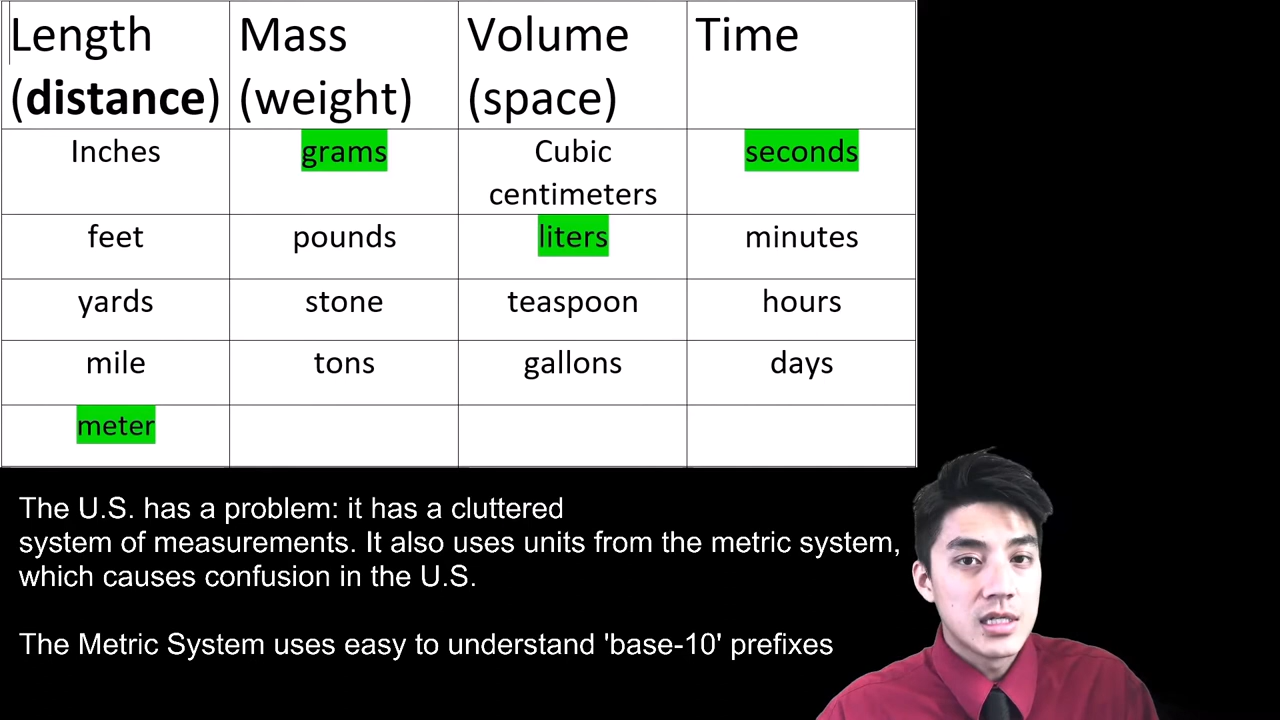 Length Mass Volume Time
(distance) (weight) (space)
Inches grams Cubic seconds
centimeters
feet pounds liters minutes
yards stone teaspoon hours
mile tons gallons days
meter
The U.S. has a problem: it has a cluttered
system of measurements. It also uses units from the metric system,
which causes confusion in the U.S.
The Metric System uses easy to understand 'base-10' prefixes